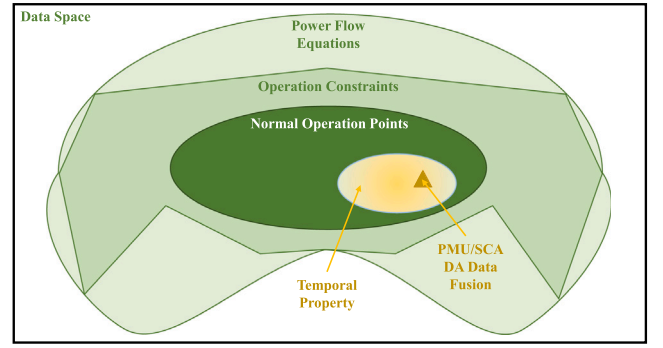 Data Space
Power Flow
Equations
Operation Constraints
Normal Operation Points
PMU/SCA
DA Data
Fusion
Temporal
Property